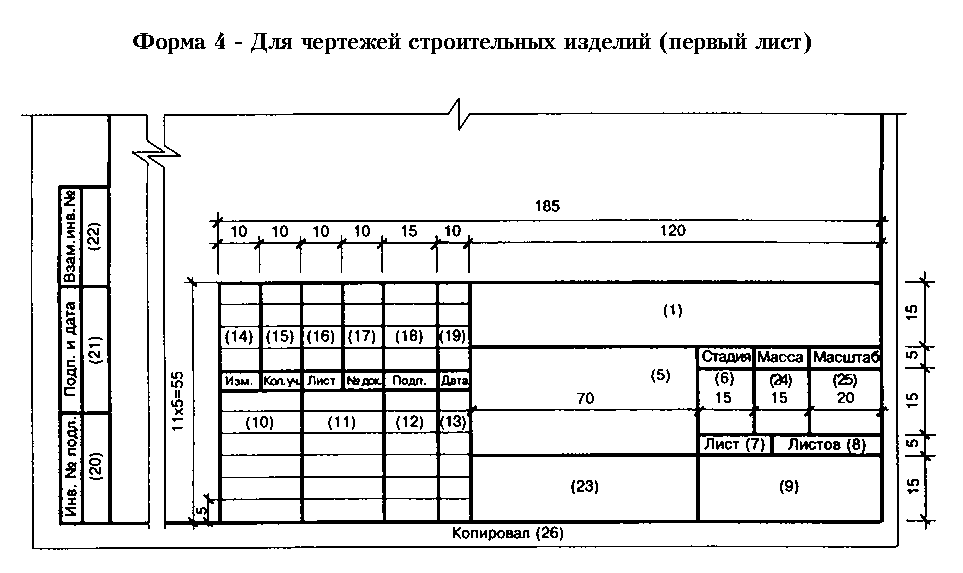 Форма 4 - Для чертежей строительных изделий (первый лист)
185
10 10 10 10 15 10 120
(1)
15
(14) (15) (16) (17) (18) (19)
Стадия Масса Масштаб
5
Изм. Кол.уч. Лист №док. Подп. Дата
(5)
(6) (24) (25)
70
15 15 20
15
(10) (11) (12) (13)
Лист (7) Листов (8)
5
(23)
(9)
15
11x5=55
5
Копировал (26)
Взам.инв.№
(22)
Подп. и дата
(21)
Инв. № подл.
(20)